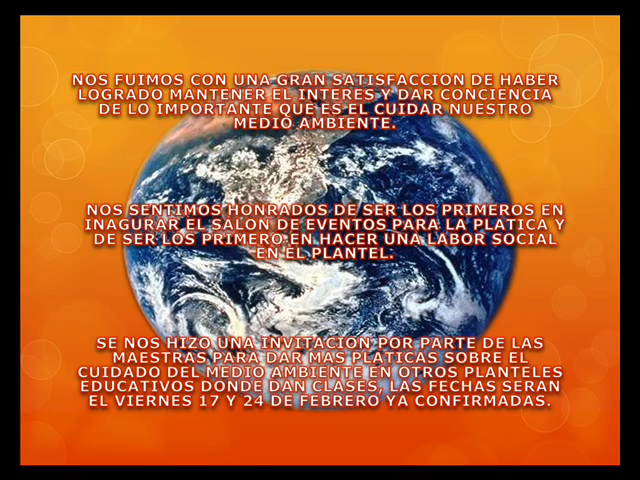 NOS FUIMOS CON UNA GRAN SATISFACCION DE HABER
LOGRADO MANTENER EL INTERES Y DAR CONCIENCIA
DE LO IMPORTANTE QUE ES EL CUIDAR NUESTRO
MEDIO AMBIENTE.
NOS SENTIMOS HONRADOS DE SER LOS PRIMEROS EN
INAGURAR EL SALON DE EVENTOS PARA LA PLATICA Y
DE SER LOS PRIMERO EN HACER UNA LABOR SOCIAL
EN EL PLANTEL.
SE NOS HIZO UNA INVITACION POR PARTE DE LAS
MAESTRAS PARA DAR MAS PLATICAS SOBRE EL
CUIDADO DEL MEDIO AMBIENTE EN OTROS PLANTELES
EDUCATIVOS DONDE DAN CLASES, LAS FECHAS SERAN
EL VIERNES 17 Y 24 DE FEBRERO YA CONFIRMADAS.